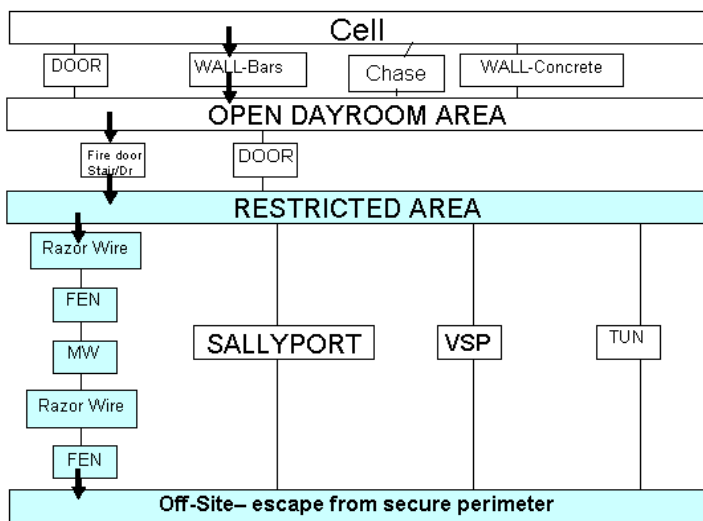 Cell
DOOR
WALL-Bars
Chase
WALL-Concrete
OPEN DAYROOM AREA
Fire door
Stair/Dr
DOOR
RESTRICTED AREA
Razor Wire
FEN
MW
Razor Wire
FEN
SALLYPORT
VSP
TUN
Off-Site– escape from secure perimeter